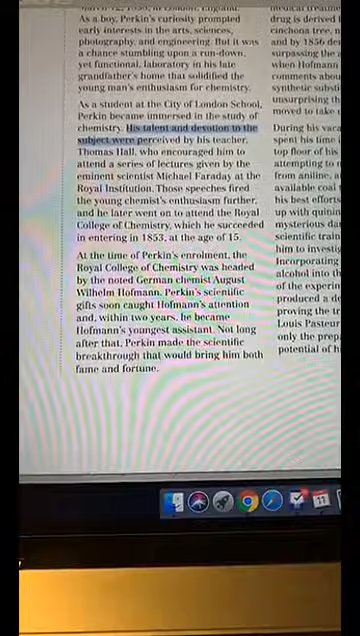 March 12, 1838, in London, England.
As a boy, Perkin's curiosity prompted
early interests in the arts, sciences,
photography, and engineering. But it was
a chance stumbling upon a run-down,
yet functional, laboratory in his late
grandfather's home that solidified the
young man's enthusiasm for chemistry.
As a student at the City of London School,
Perkin became immersed in the study of
chemistry. His talent and devotion to the
subject were perceived by his teacher,
Thomas Hall, who encouraged him to
attend a series of lectures given by the
eminent scientist Michael Faraday at the
Royal Institution. Those speeches fired
the young chemist's enthusiasm further,
and he later went on to attend the Royal
College of Chemistry, which he succeeded
in entering in 1853, at the age of 15.
At the time of Perkin's enrolment, the
Royal College of Chemistry was headed
by the noted German chemist August
Wilhelm Hofmann. Perkin's scientific
gifts soon caught Hofmann's attention
and, within two years, he became
Hofmann's youngest assistant. Not long
after that, Perkin made the scientific
breakthrough that would bring him both
fame and fortune.
drug is derived
cinchona tree,
and by 1856 de
surpassing the
when Hofmann
comments abou
synthetic substi
unsurprising th
moved to take
During his vaca
spent his time i
top floor of his
attempting to
from aniline, a
available coal
his best efforts
up with quinin
mysterious da
scientific train
him to investig
Incorporating
alcohol into th
of the experin
produced a de
proving the tr
Louis Pasteur
only the prep
potential of h
11